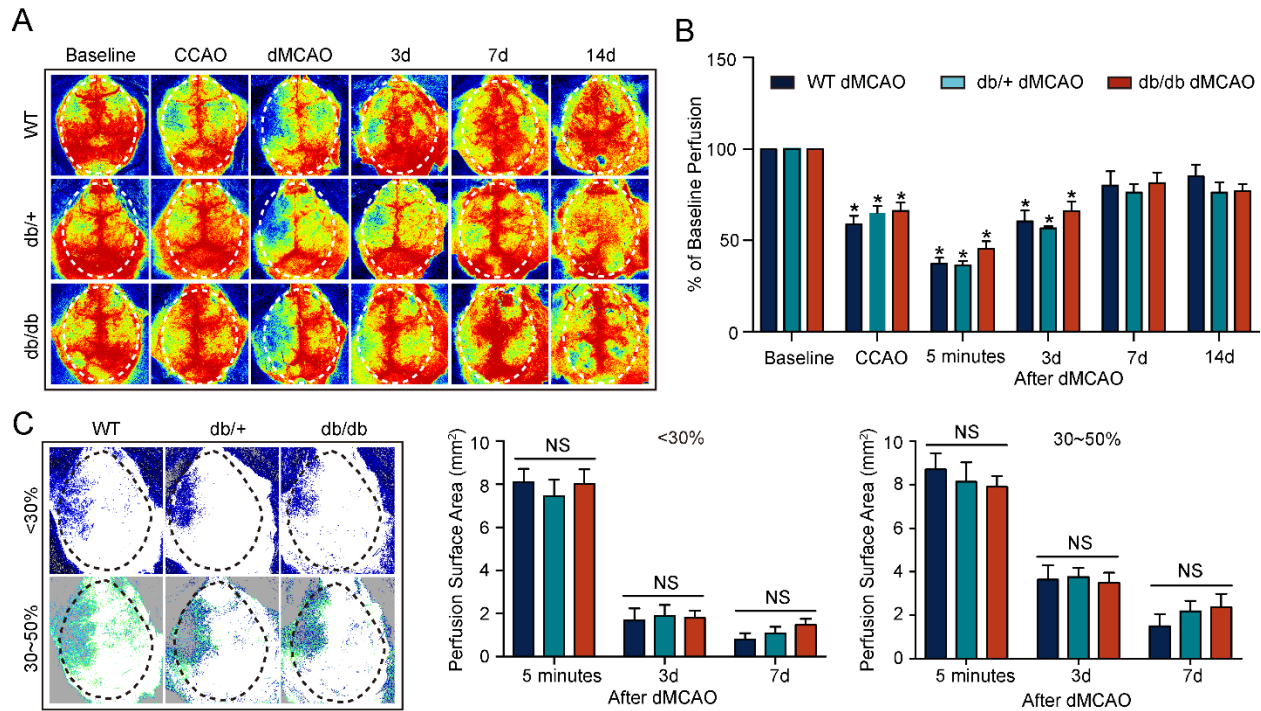 A
Baseline CCAO dMCAO 3d 7d 14d
WT
db/+
db/db
B
% of Baseline Perfusion
150
100
50
0
WT dMCAO db/+ dMCAO db/db dMCAO
* * *
* * *
* * *
Baseline CCAO 5 minutes 3d 7d 14d
After dMCAO
C
WT db/+ db/db
<30%
30~50%
Perfusion Surface Area (mm²)
10
8
6
4
2
0
<30%
NS
NS
NS
5 minutes 3d 7d
After dMCAO
Perfusion Surface Area (mm²)
10
8
6
4
2
0
30~50%
NS
NS
NS
5 minutes 3d 7d
After dMCAO